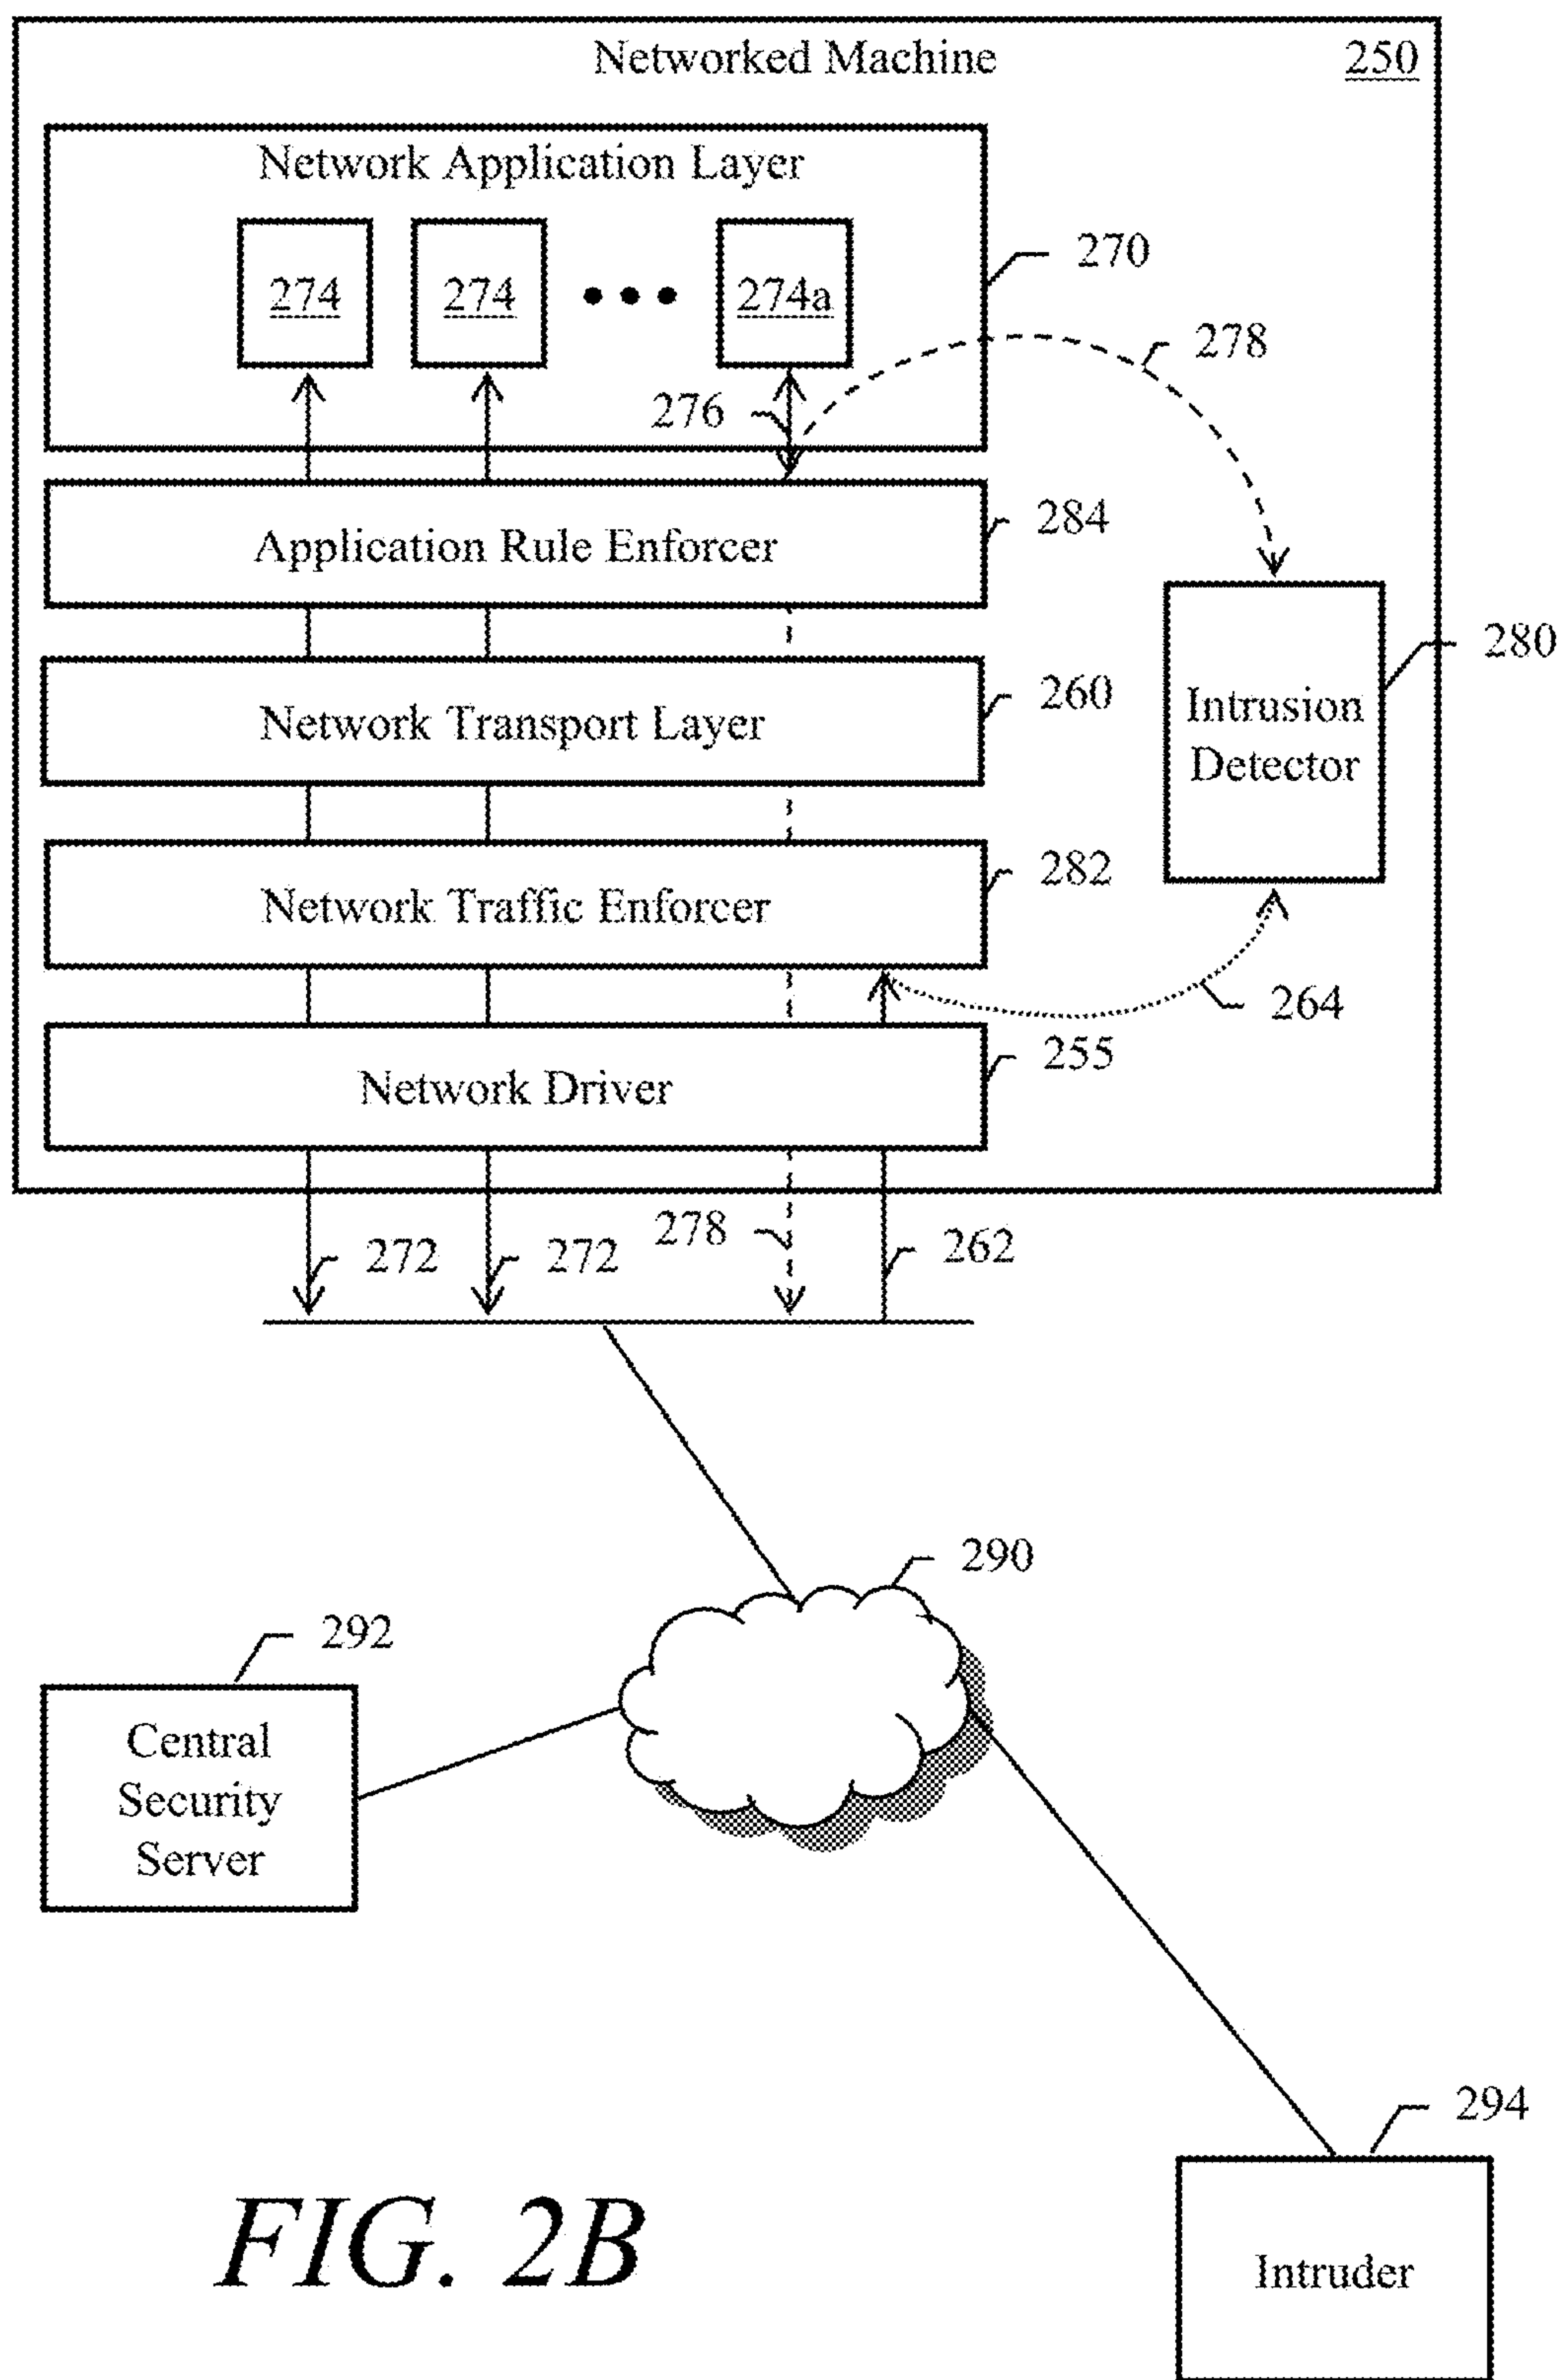 Networked Machine 250
Network Application Layer
270
274 274 274a
278
276
Application Rule Enforcer
284
280
Network Transport Layer
260
Intrusion
Detector
Network Traffic Enforcer
282
264
Network Driver
255
272 272 278 262
290
292
Central
Security
Server
294
Intruder
FIG. 2B